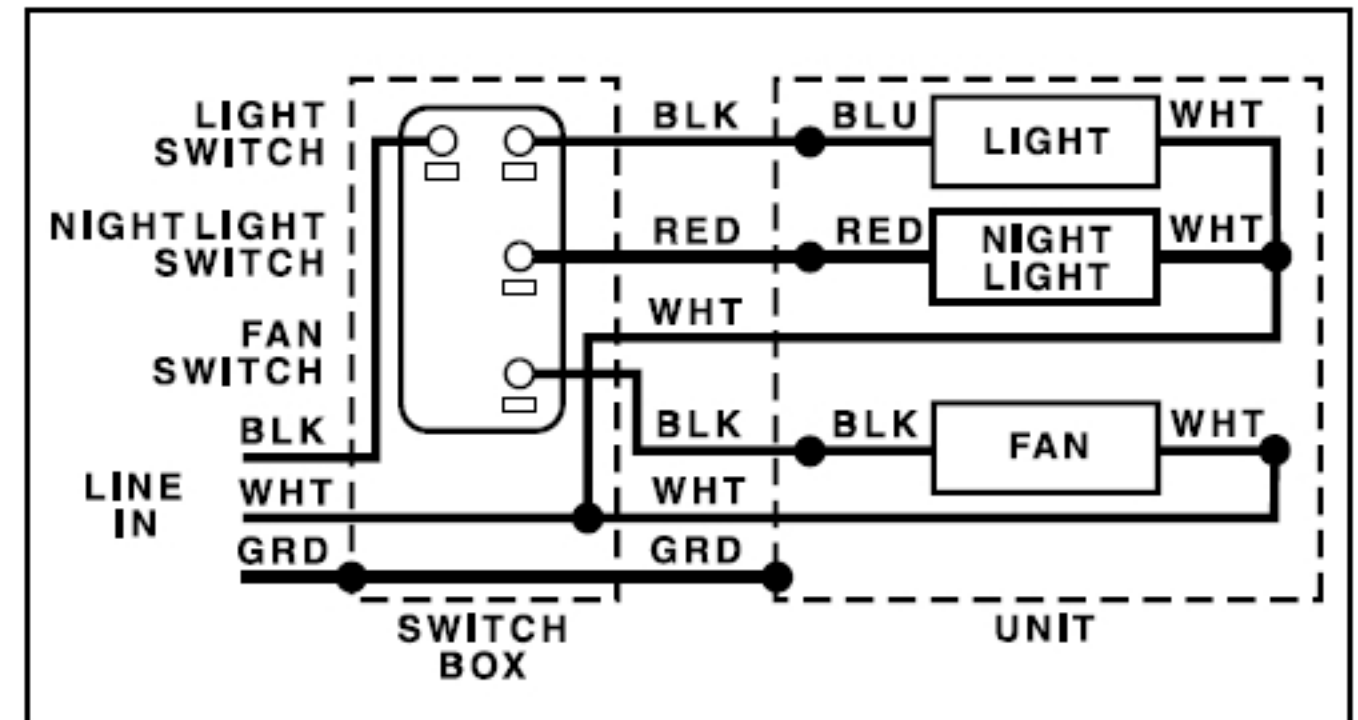 LIGHT
SWITCH
BLK
BLU
LIGHT
WHT
NIGHT LIGHT
SWITCH
RED
RED
NIGHT
LIGHT
WHT
WHT
FAN
SWITCH
BLK
BLK
FAN
WHT
BLK
LINE
IN
WHT
WHT
GRD
GRD
SWITCH
BOX
UNIT